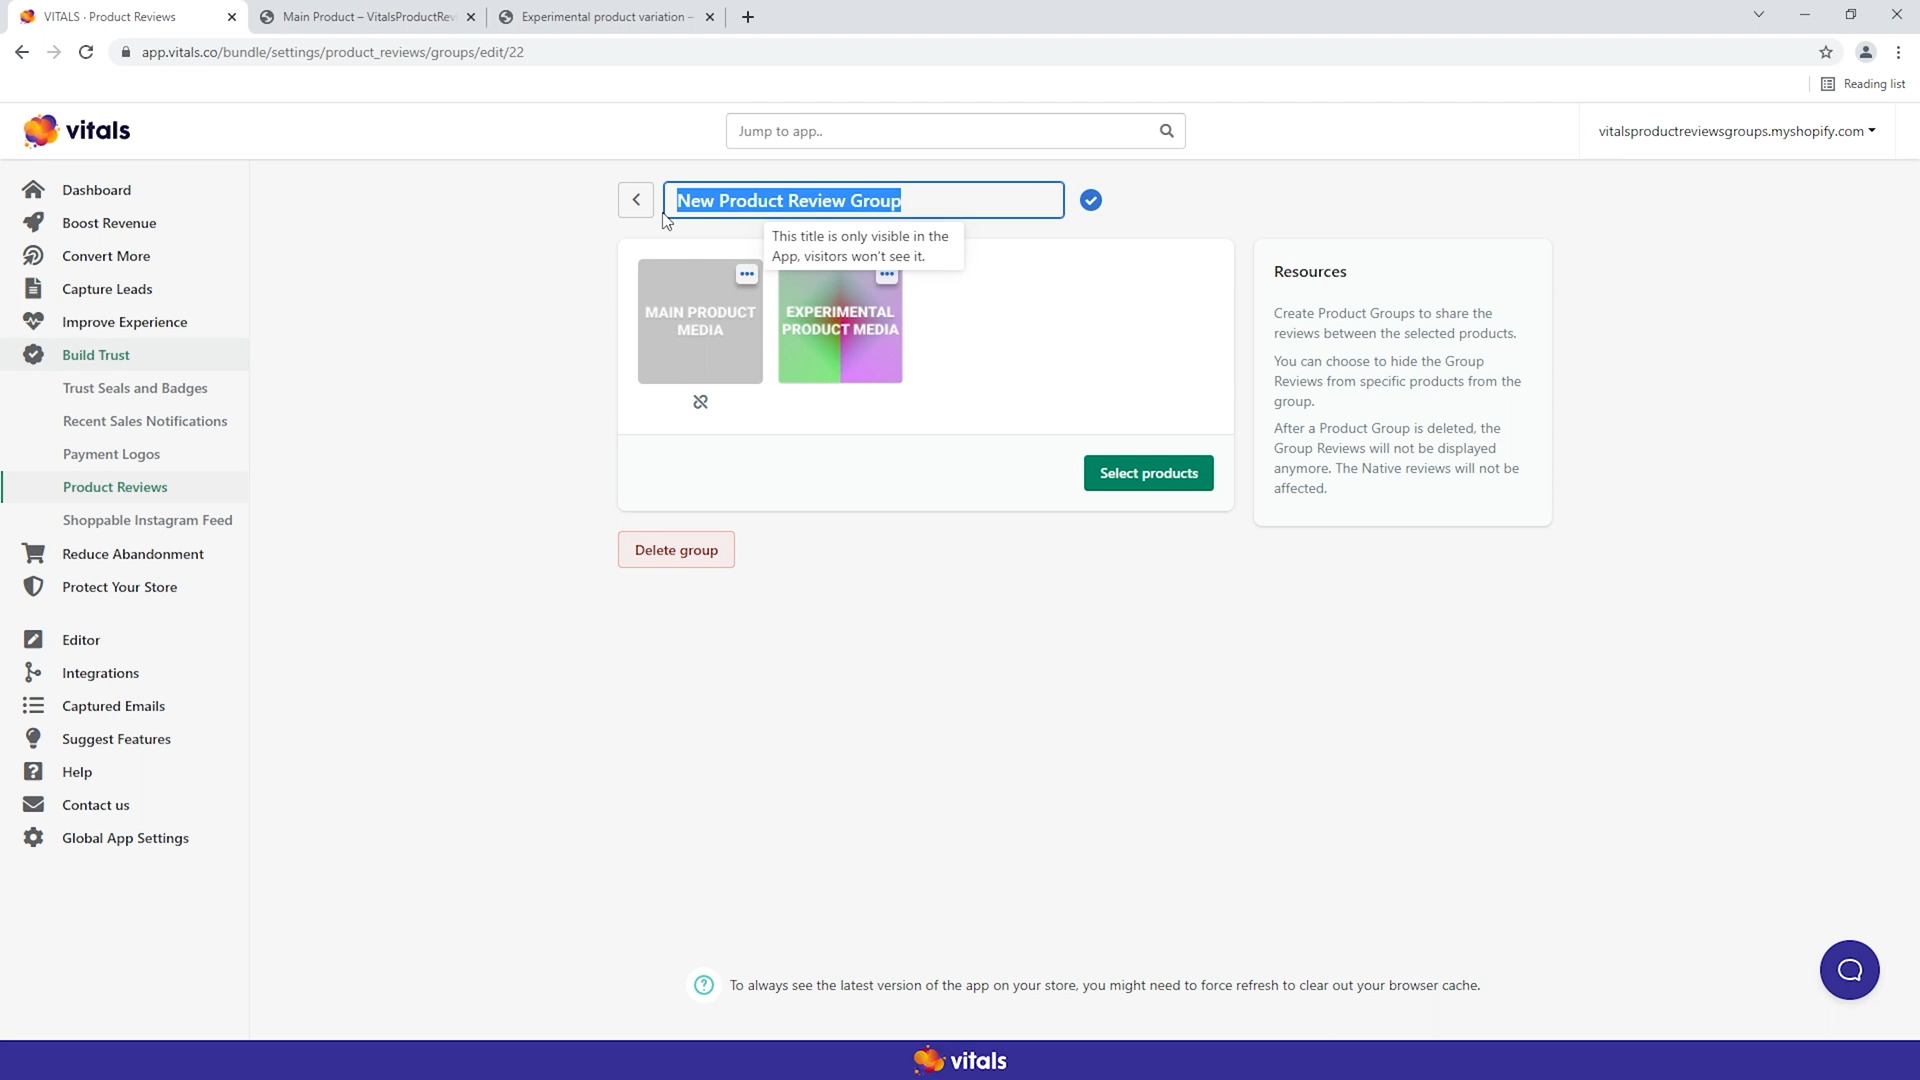 VITALS · Product Reviews
Main Product – VitalsProductRev
Experimental product variation –
app.vitals.co/bundle/settings/product_reviews/groups/edit/22
Reading list
vitals
Jump to app..
vitalsproductreviewsgroups.myshopify.com
Dashboard
Boost Revenue
Convert More
Capture Leads
Improve Experience
Build Trust
Trust Seals and Badges
Recent Sales Notifications
Payment Logos
Product Reviews
Shoppable Instagram Feed
Reduce Abandonment
Protect Your Store
Editor
Integrations
Captured Emails
Suggest Features
Help
Contact us
Global App Settings
New Product Review Group
This title is only visible in the
App, visitors won't see it.
MAIN PRODUCT
MEDIA
EXPERIMENTAL
PRODUCT MEDIA
Select products
Delete group
Resources
Create Product Groups to share the
reviews between the selected products.
You can choose to hide the Group
Reviews from specific products from the
group.
After a Product Group is deleted, the
Group Reviews will not be displayed
anymore. The Native reviews will not be
affected.
To always see the latest version of the app on your store, you might need to force refresh to clear out your browser cache.
vitals